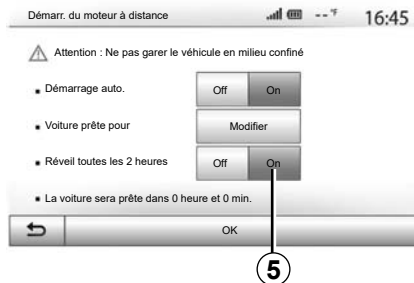 Démarr. du moteur à distance
-- °F
16:45
Attention : Ne pas garer le véhicule en milieu confiné
Démarrage auto.
Off
On
Voiture prête pour
Modifier
Réveil toutes les 2 heures
Off
On
La voiture sera prête dans 0 heure et 0 min.
OK
5